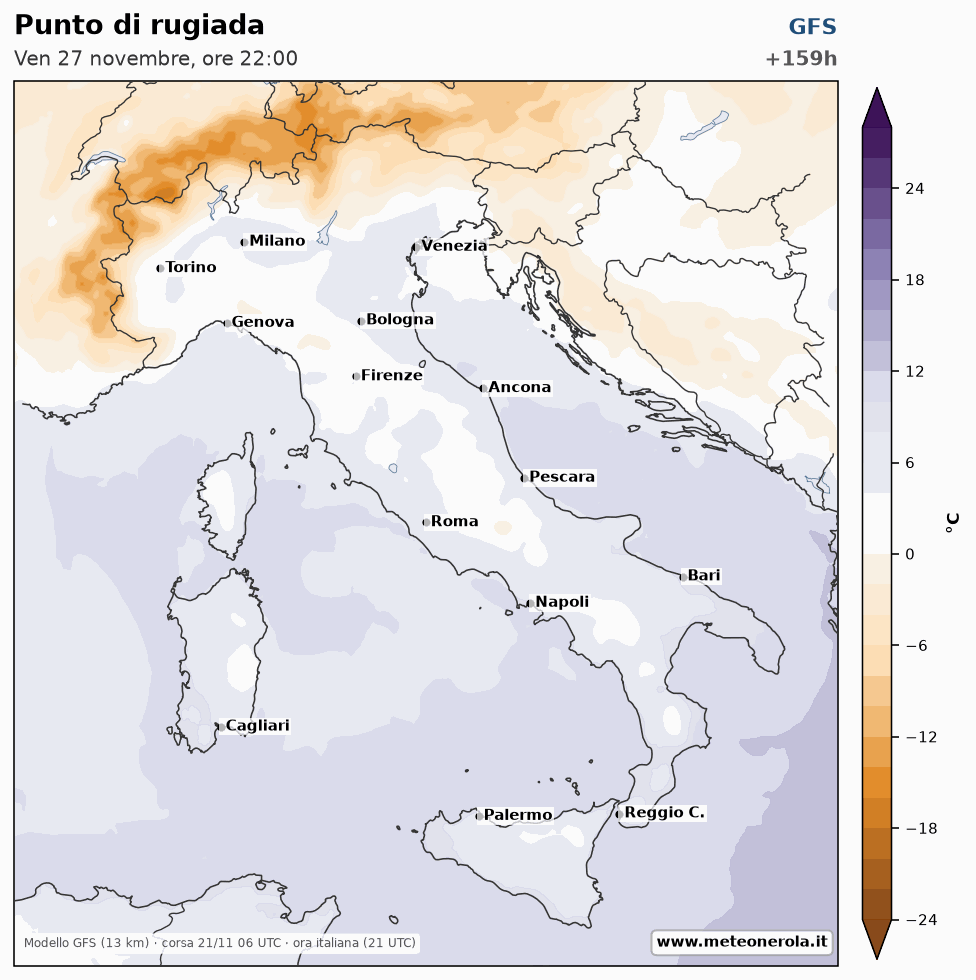 Punto di rugiada
GFS
Ven 27 novembre, ore 22:00
+159h
Milano
Venezia
Torino
Genova
Bologna
Firenze
Ancona
Pescara
Roma
Bari
Napoli
Cagliari
Palermo
Reggio C.
24
18
12
6
0
−6
−12
−18
−24
°C
Modello GFS (13 km) · corsa 21/11 06 UTC · ora italiana (21 UTC)
www.meteonerola.it